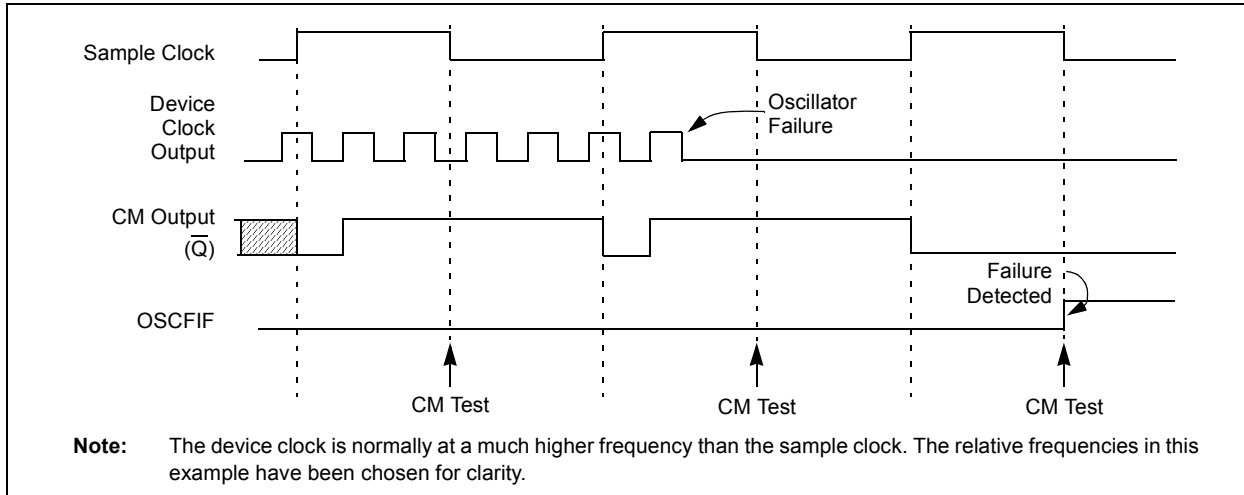 Sample Clock
Device
Clock
Output
Oscillator
Failure
CM Output
(Q̅)
Failure
Detected
OSCFIF
CM Test
CM Test
CM Test
Note: The device clock is normally at a much higher frequency than the sample clock. The relative frequencies in this
example have been chosen for clarity.